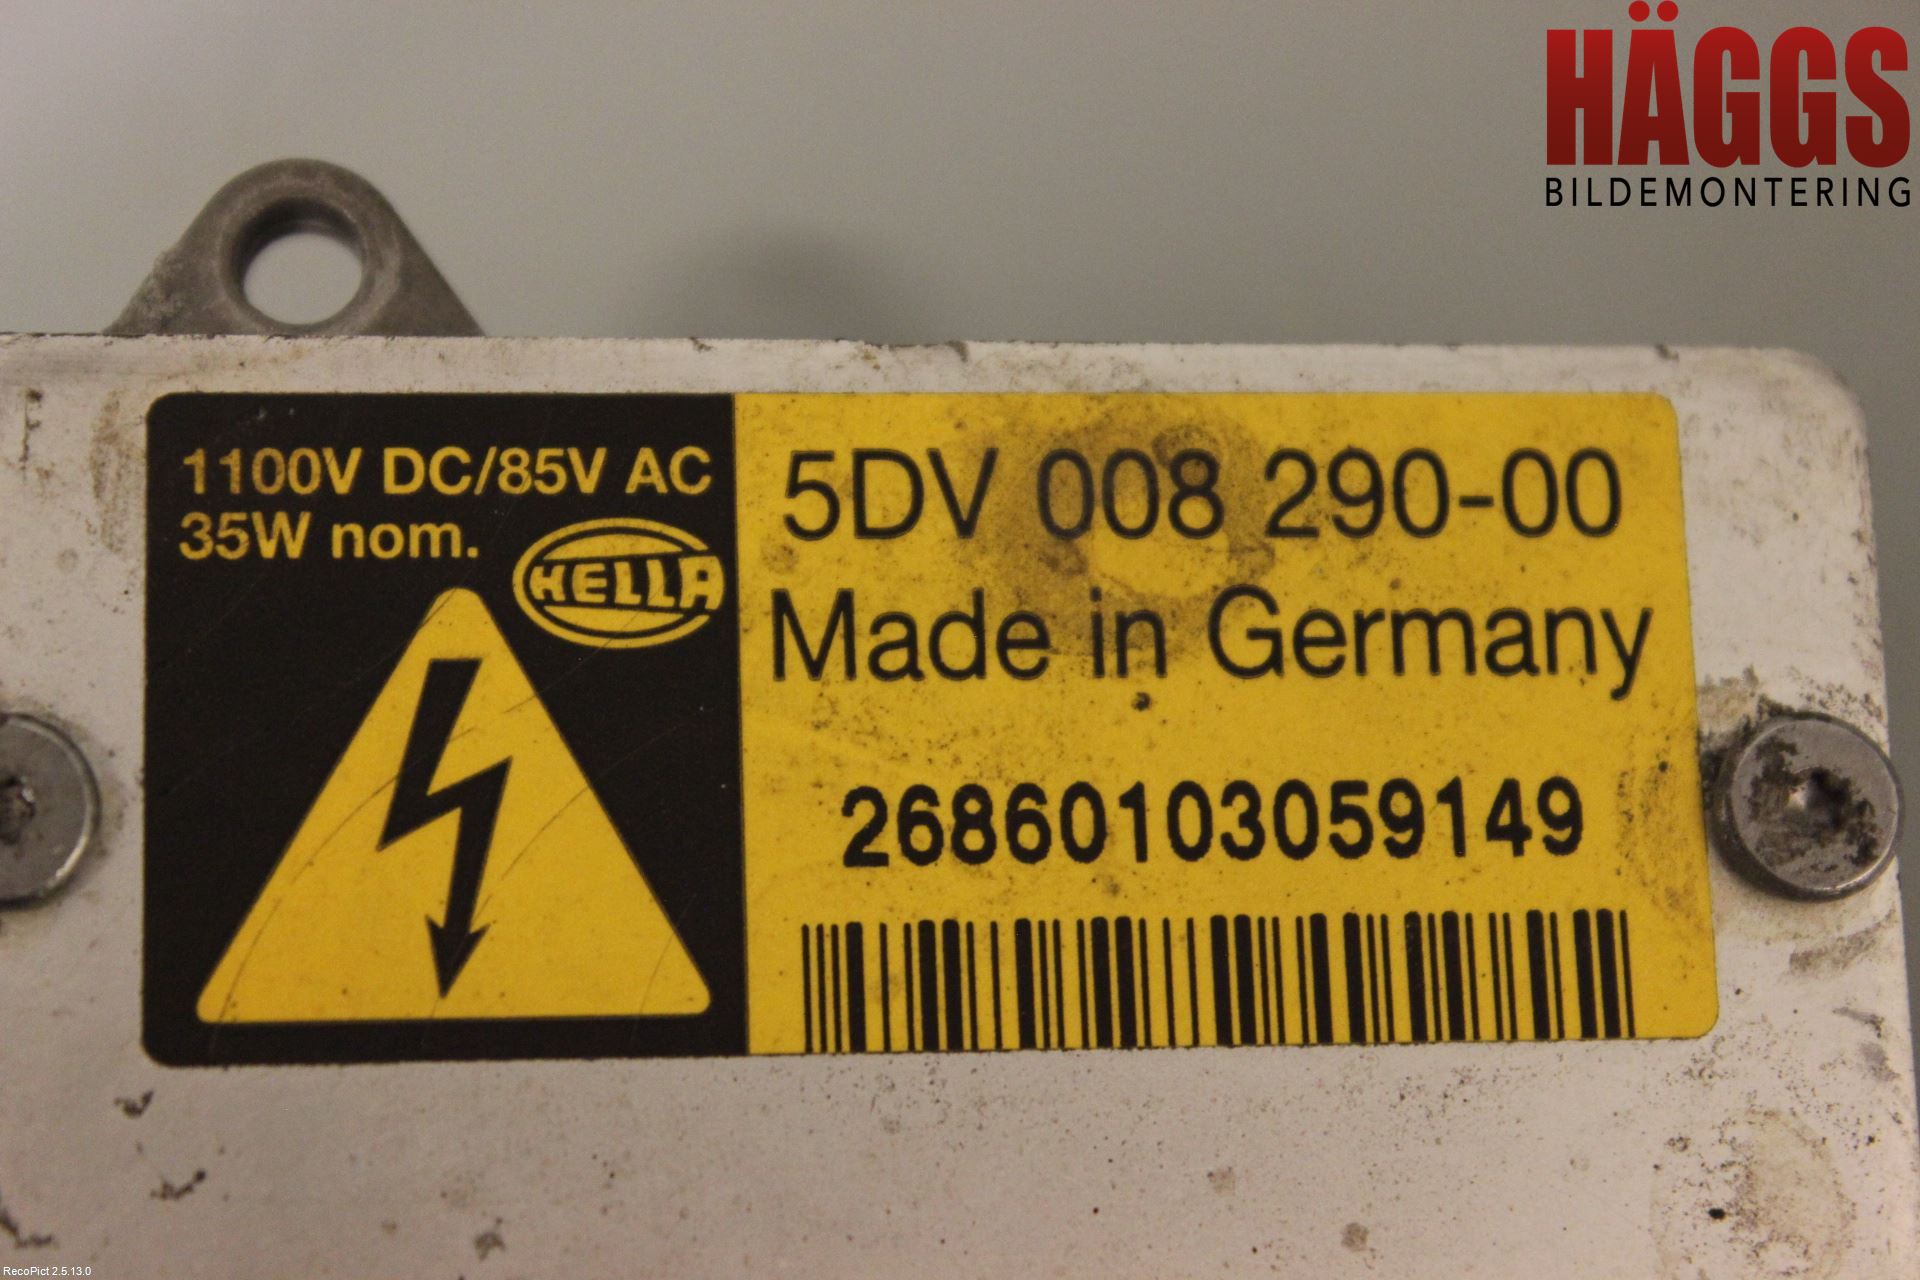 HÄGGS
BILDEMONTERING
1100V DC/85V AC
35W nom.
HELLA
5DV 008 290-00
Made in Germany
26860103059149
RecoPict 2.5.13.0